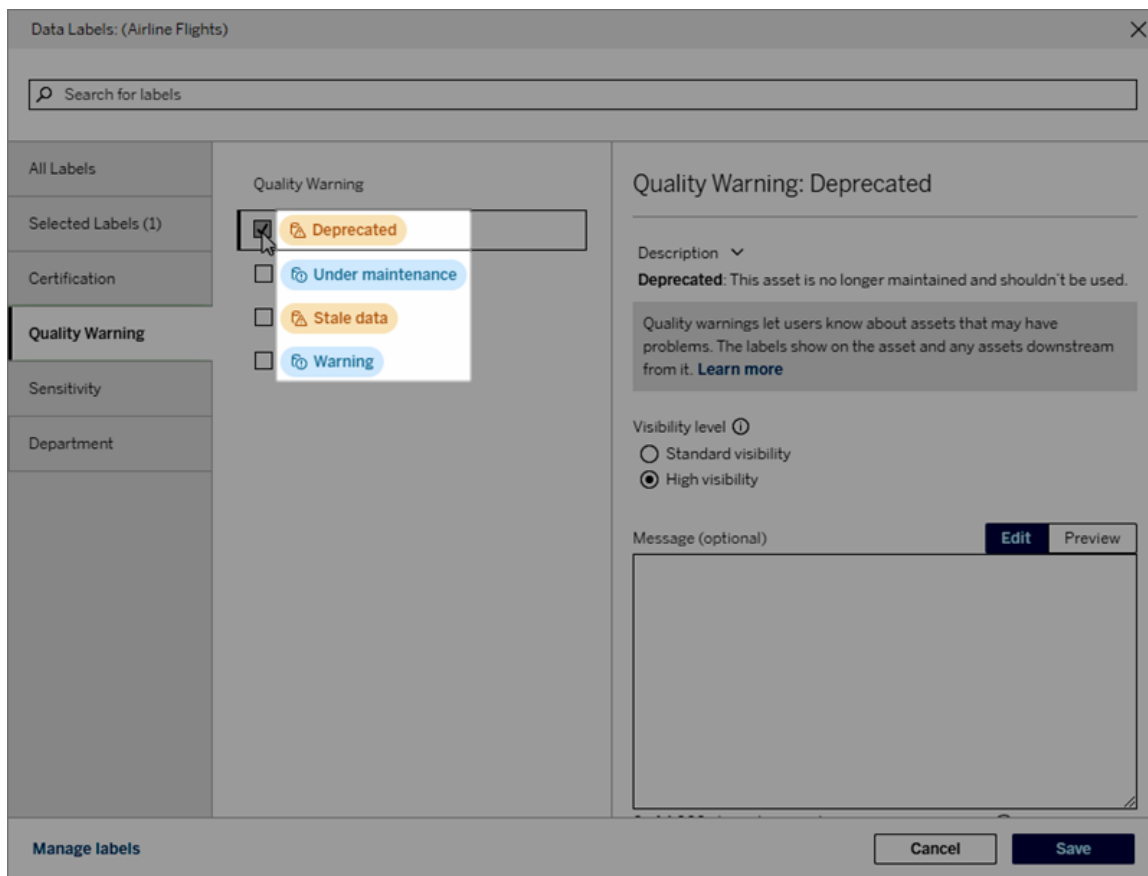 Data Labels: (Airline Flights)
Search for labels
All Labels
Selected Labels (1)
Certification
Quality Warning
Sensitivity
Department
Quality Warning
Deprecated
Under maintenance
Stale data
Warning
Quality Warning: Deprecated
Description
Deprecated: This asset is no longer maintained and shouldn't be used.
Quality warnings let users know about assets that may have
problems. The labels show on the asset and any assets downstream
from it. Learn more
Visibility level
Standard visibility
High visibility
Message (optional)
Edit
Preview
Manage labels
Cancel
Save